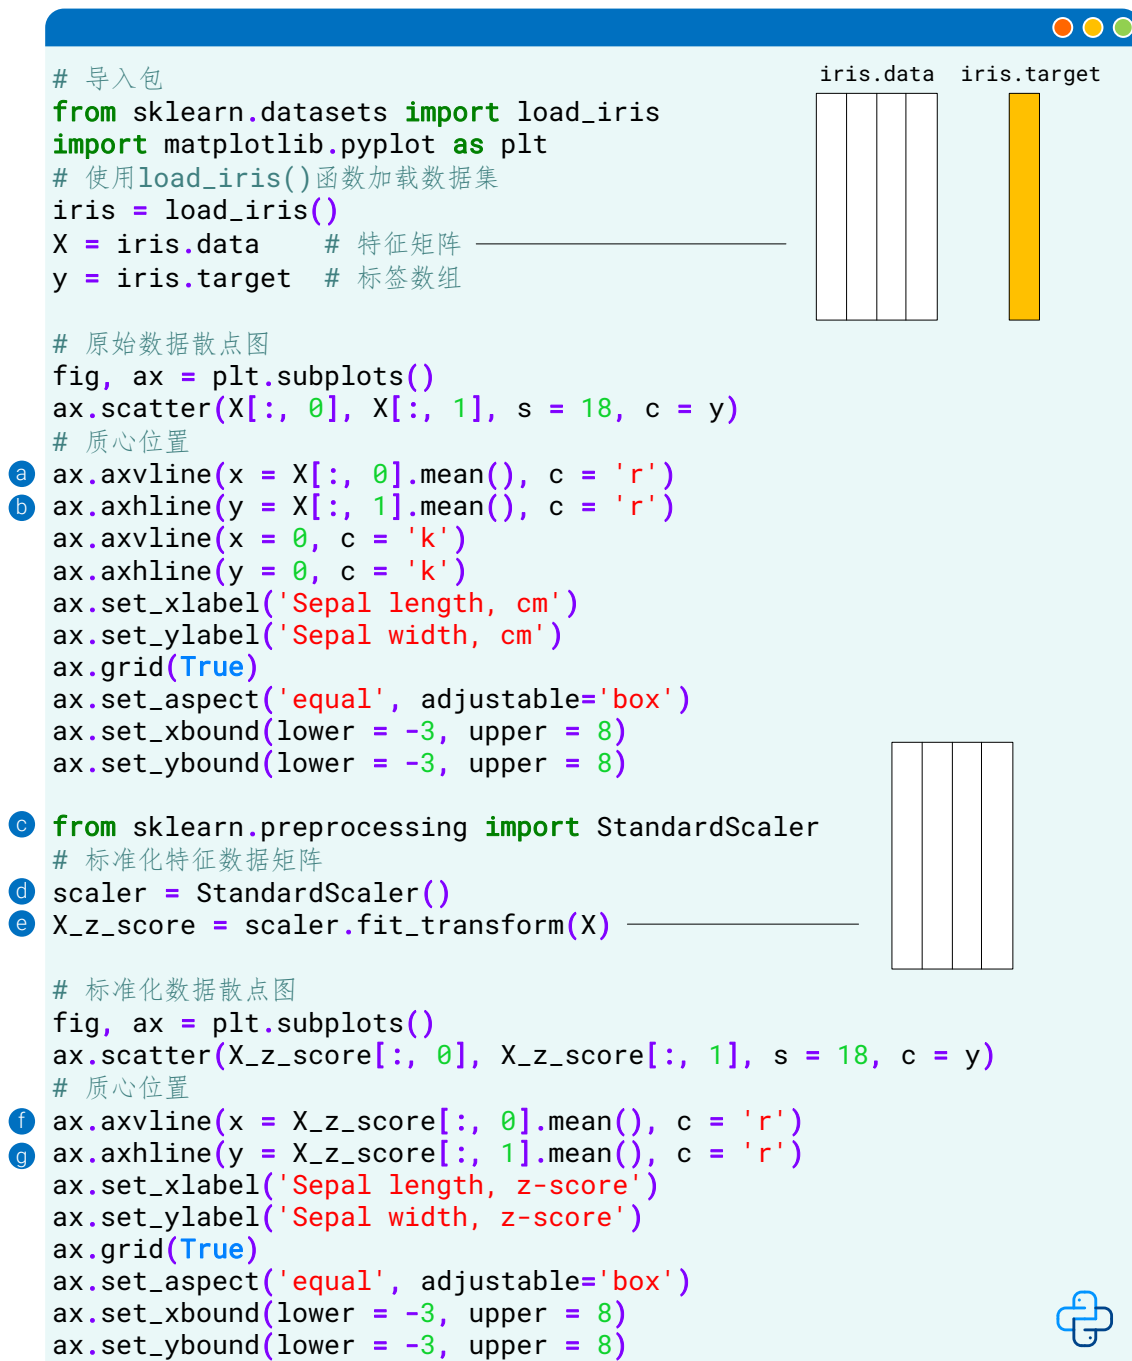 iris.data iris.target
# 导入包
from sklearn.datasets import load_iris
import matplotlib.pyplot as plt
# 使用load_iris()函数加载数据集
iris = load_iris()
X = iris.data # 特征矩阵
y = iris.target # 标签数组
# 原始数据散点图
fig, ax = plt.subplots()
ax.scatter(X[:, 0], X[:, 1], s = 18, c = y)
# 质心位置
a ax.axvline(x = X[:, 0].mean(), c = 'r')
b ax.axhline(y = X[:, 1].mean(), c = 'r')
ax.axvline(x = 0, c = 'k')
ax.axhline(y = 0, c = 'k')
ax.set_xlabel('Sepal length, cm')
ax.set_ylabel('Sepal width, cm')
ax.grid(True)
ax.set_aspect('equal', adjustable='box')
ax.set_xbound(lower = -3, upper = 8)
ax.set_ybound(lower = -3, upper = 8)
c from sklearn.preprocessing import StandardScaler
# 标准化特征数据矩阵
d scaler = StandardScaler()
e X_z_score = scaler.fit_transform(X)
# 标准化数据散点图
fig, ax = plt.subplots()
ax.scatter(X_z_score[:, 0], X_z_score[:, 1], s = 18, c = y)
# 质心位置
f ax.axvline(x = X_z_score[:, 0].mean(), c = 'r')
g ax.axhline(y = X_z_score[:, 1].mean(), c = 'r')
ax.set_xlabel('Sepal length, z-score')
ax.set_ylabel('Sepal width, z-score')
ax.grid(True)
ax.set_aspect('equal', adjustable='box')
ax.set_xbound(lower = -3, upper = 8)
ax.set_ybound(lower = -3, upper = 8)